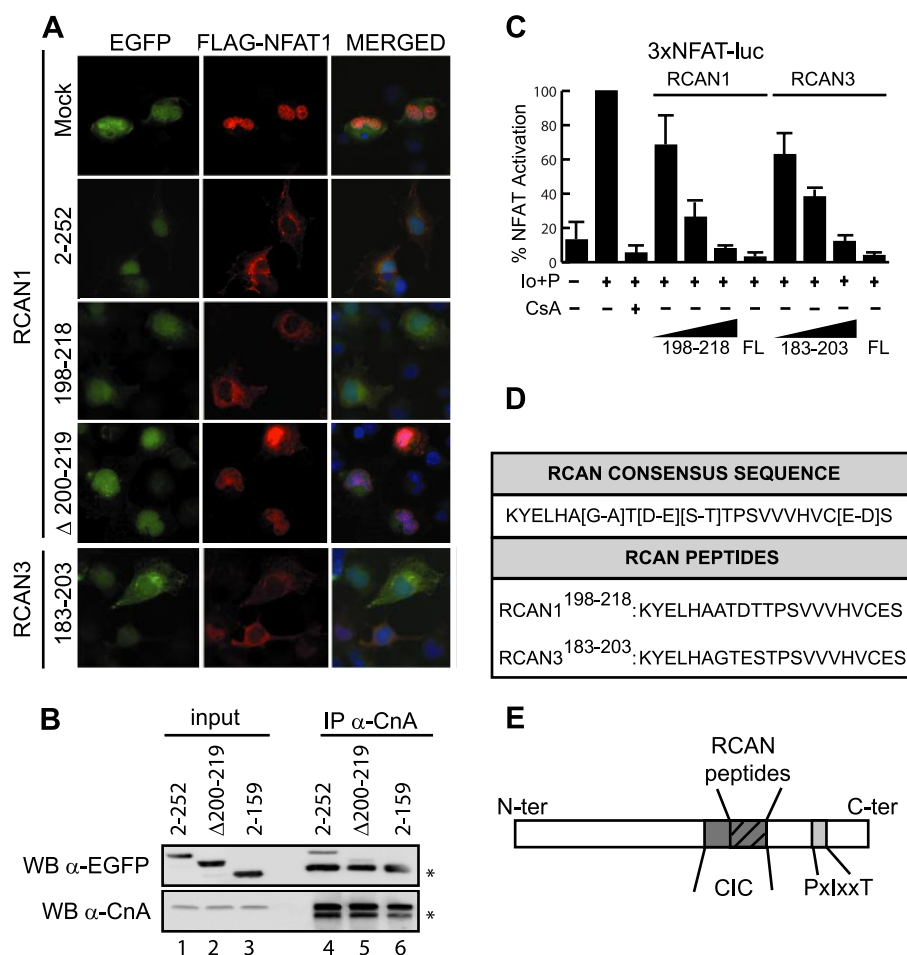 A
EGFP FLAG-NFAT1 MERGED
RCAN1
Mock
2-252
198-218
Δ 200-219
RCAN3
183-203
B
input IP α-CnA
2-252 Δ200-219 2-159 2-252 Δ200-219 2-159
WB α-EGFP *
WB α-CnA *
1 2 3 4 5 6
C
3xNFAT-luc
RCAN1 RCAN3
% NFAT Activation
100
80
60
40
20
0
Io+P − + + + + + + + + + +
CsA − − + − − − − − − − −
198-218 FL 183-203 FL
D
RCAN CONSENSUS SEQUENCE
KYELHA[G-A]T[D-E][S-T]TPSVVVHVC[E-D]S
RCAN PEPTIDES
RCAN1198-218:KYELHAATDTTPSVVVHVCES
RCAN3183-203:KYELHAGTESTPSVVVHVCES
E
RCAN
peptides
N-ter C-ter
CIC PxIxxT